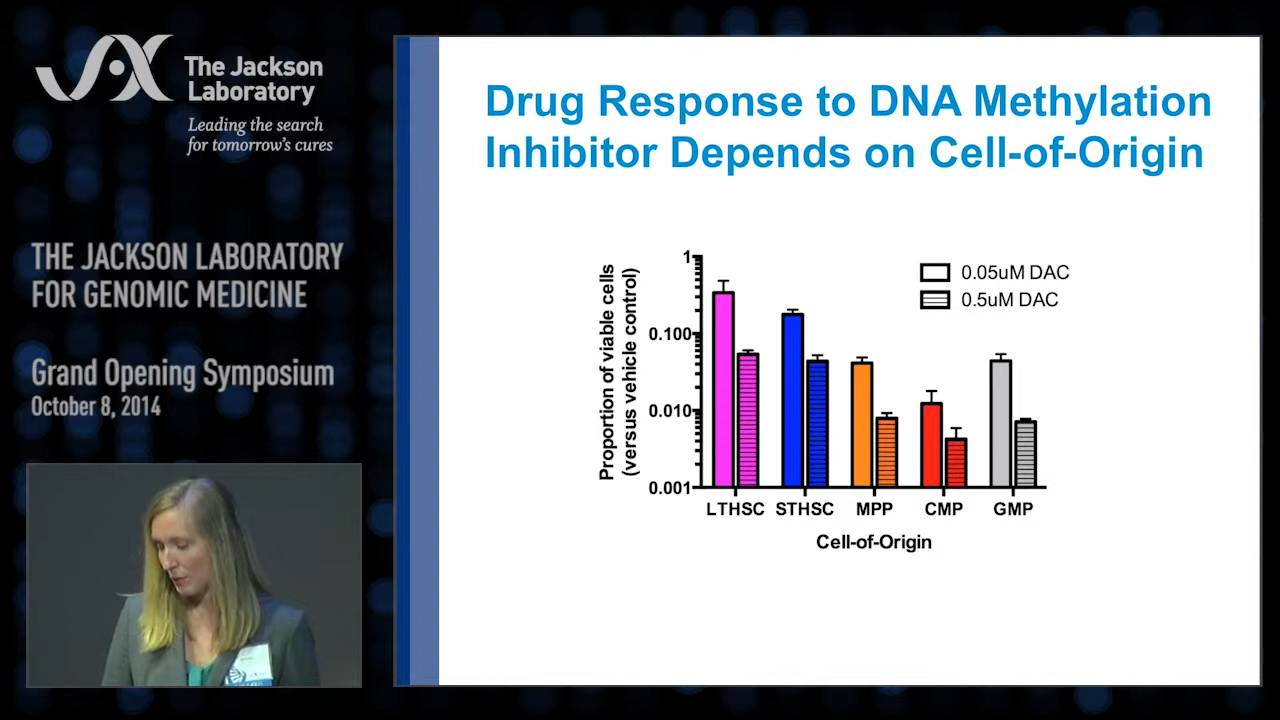 JAX The Jackson
Laboratory
Leading the search
for tomorrow's cures
THE JACKSON LABORATORY
FOR GENOMIC MEDICINE
Grand Opening Symposium
October 8, 2014
Drug Response to DNA Methylation
Inhibitor Depends on Cell-of-Origin
Proportion of viable cells
(versus vehicle control)
1
0.100
0.010
0.001
0.05uM DAC
0.5uM DAC
LTHSC STHSC MPP CMP GMP
Cell-of-Origin